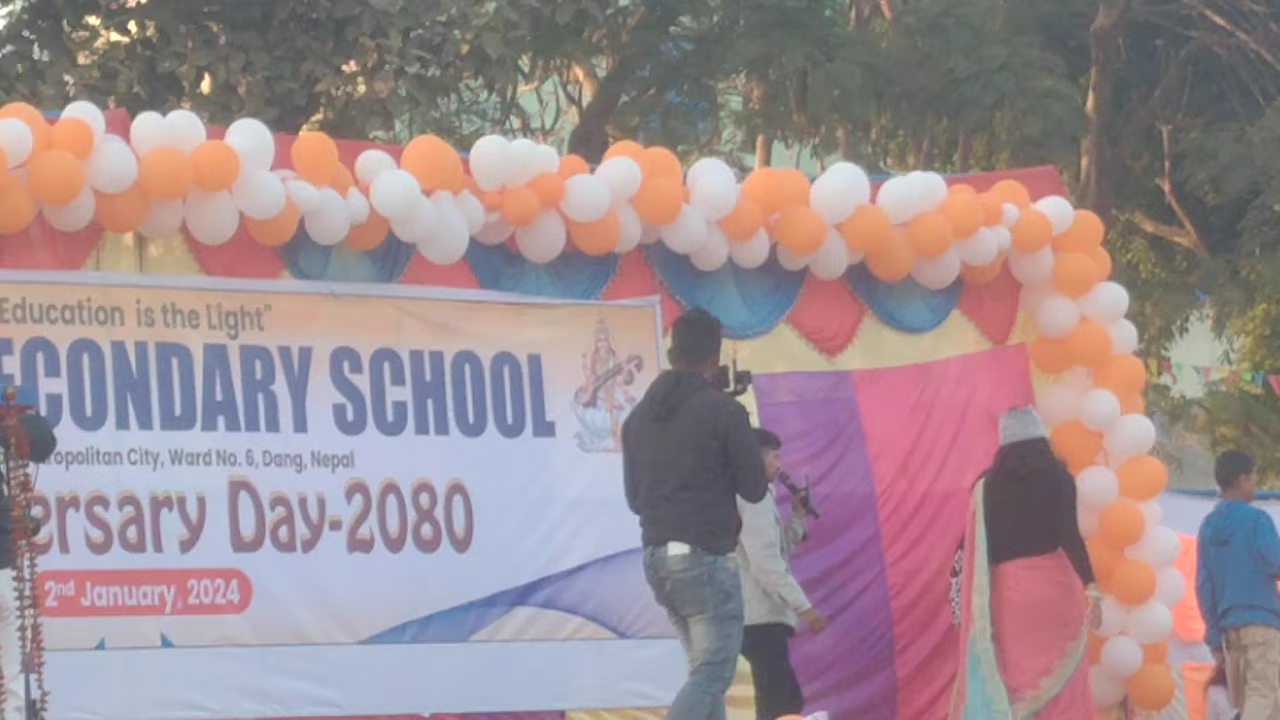 Education is the Light"
ECONDARY SCHOOL
ropolitan City, Ward No. 6, Dang, Nepal
ersary Day-2080
2nd January, 2024